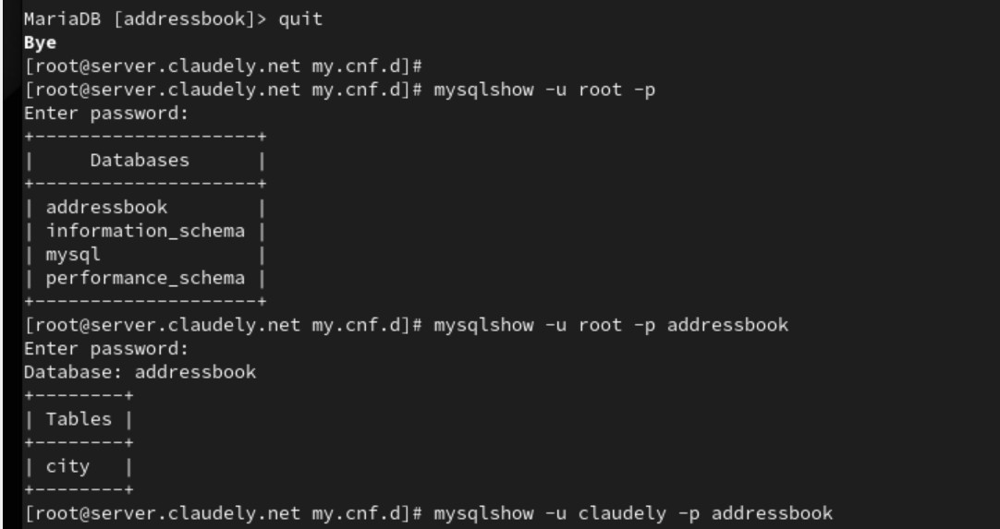 MariaDB [addressbook]> quit
Bye
[root@server.claudely.net my.cnf.d]#
[root@server.claudely.net my.cnf.d]# mysqlshow -u root -p
Enter password:
+--------------------+
|     Databases      |
+--------------------+
| addressbook        |
| information_schema |
| mysql              |
| performance_schema |
+--------------------+
[root@server.claudely.net my.cnf.d]# mysqlshow -u root -p addressbook
Enter password:
Database: addressbook
+--------+
| Tables |
+--------+
| city   |
+--------+
[root@server.claudely.net my.cnf.d]# mysqlshow -u claudely -p addressbook